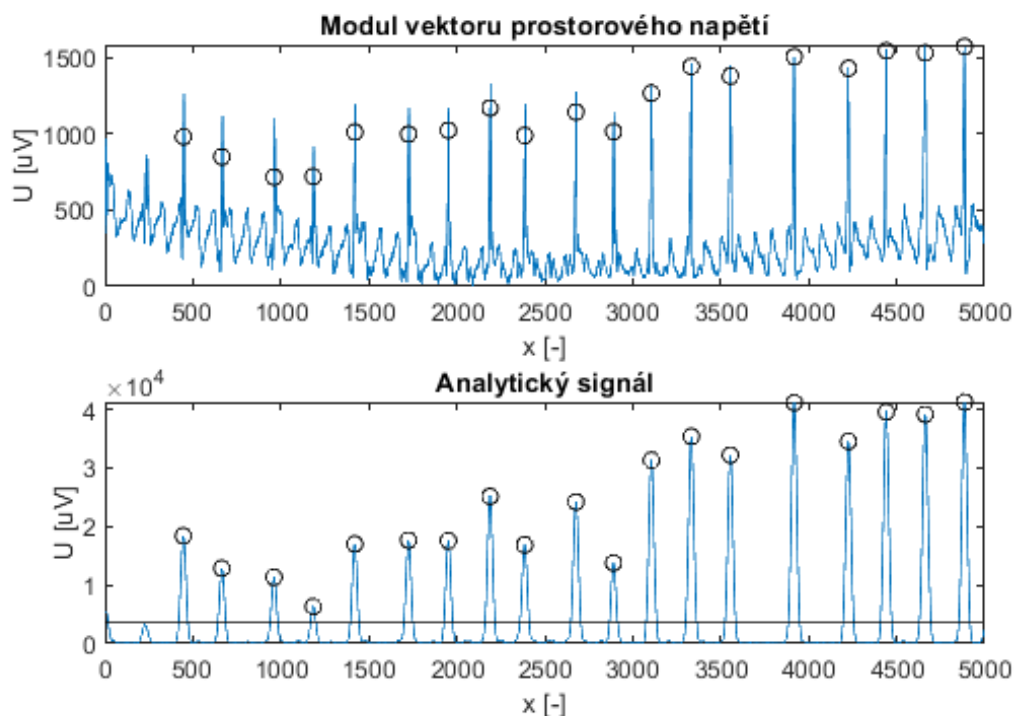 Modul vektoru prostorového napětí
1500
1000
500
0
U [uV]
0 500 1000 1500 2000 2500 3000 3500 4000 4500 5000
x [-]
×10^4
Analytický signál
4
3
2
1
0
U [uV]
0 500 1000 1500 2000 2500 3000 3500 4000 4500 5000
x [-]